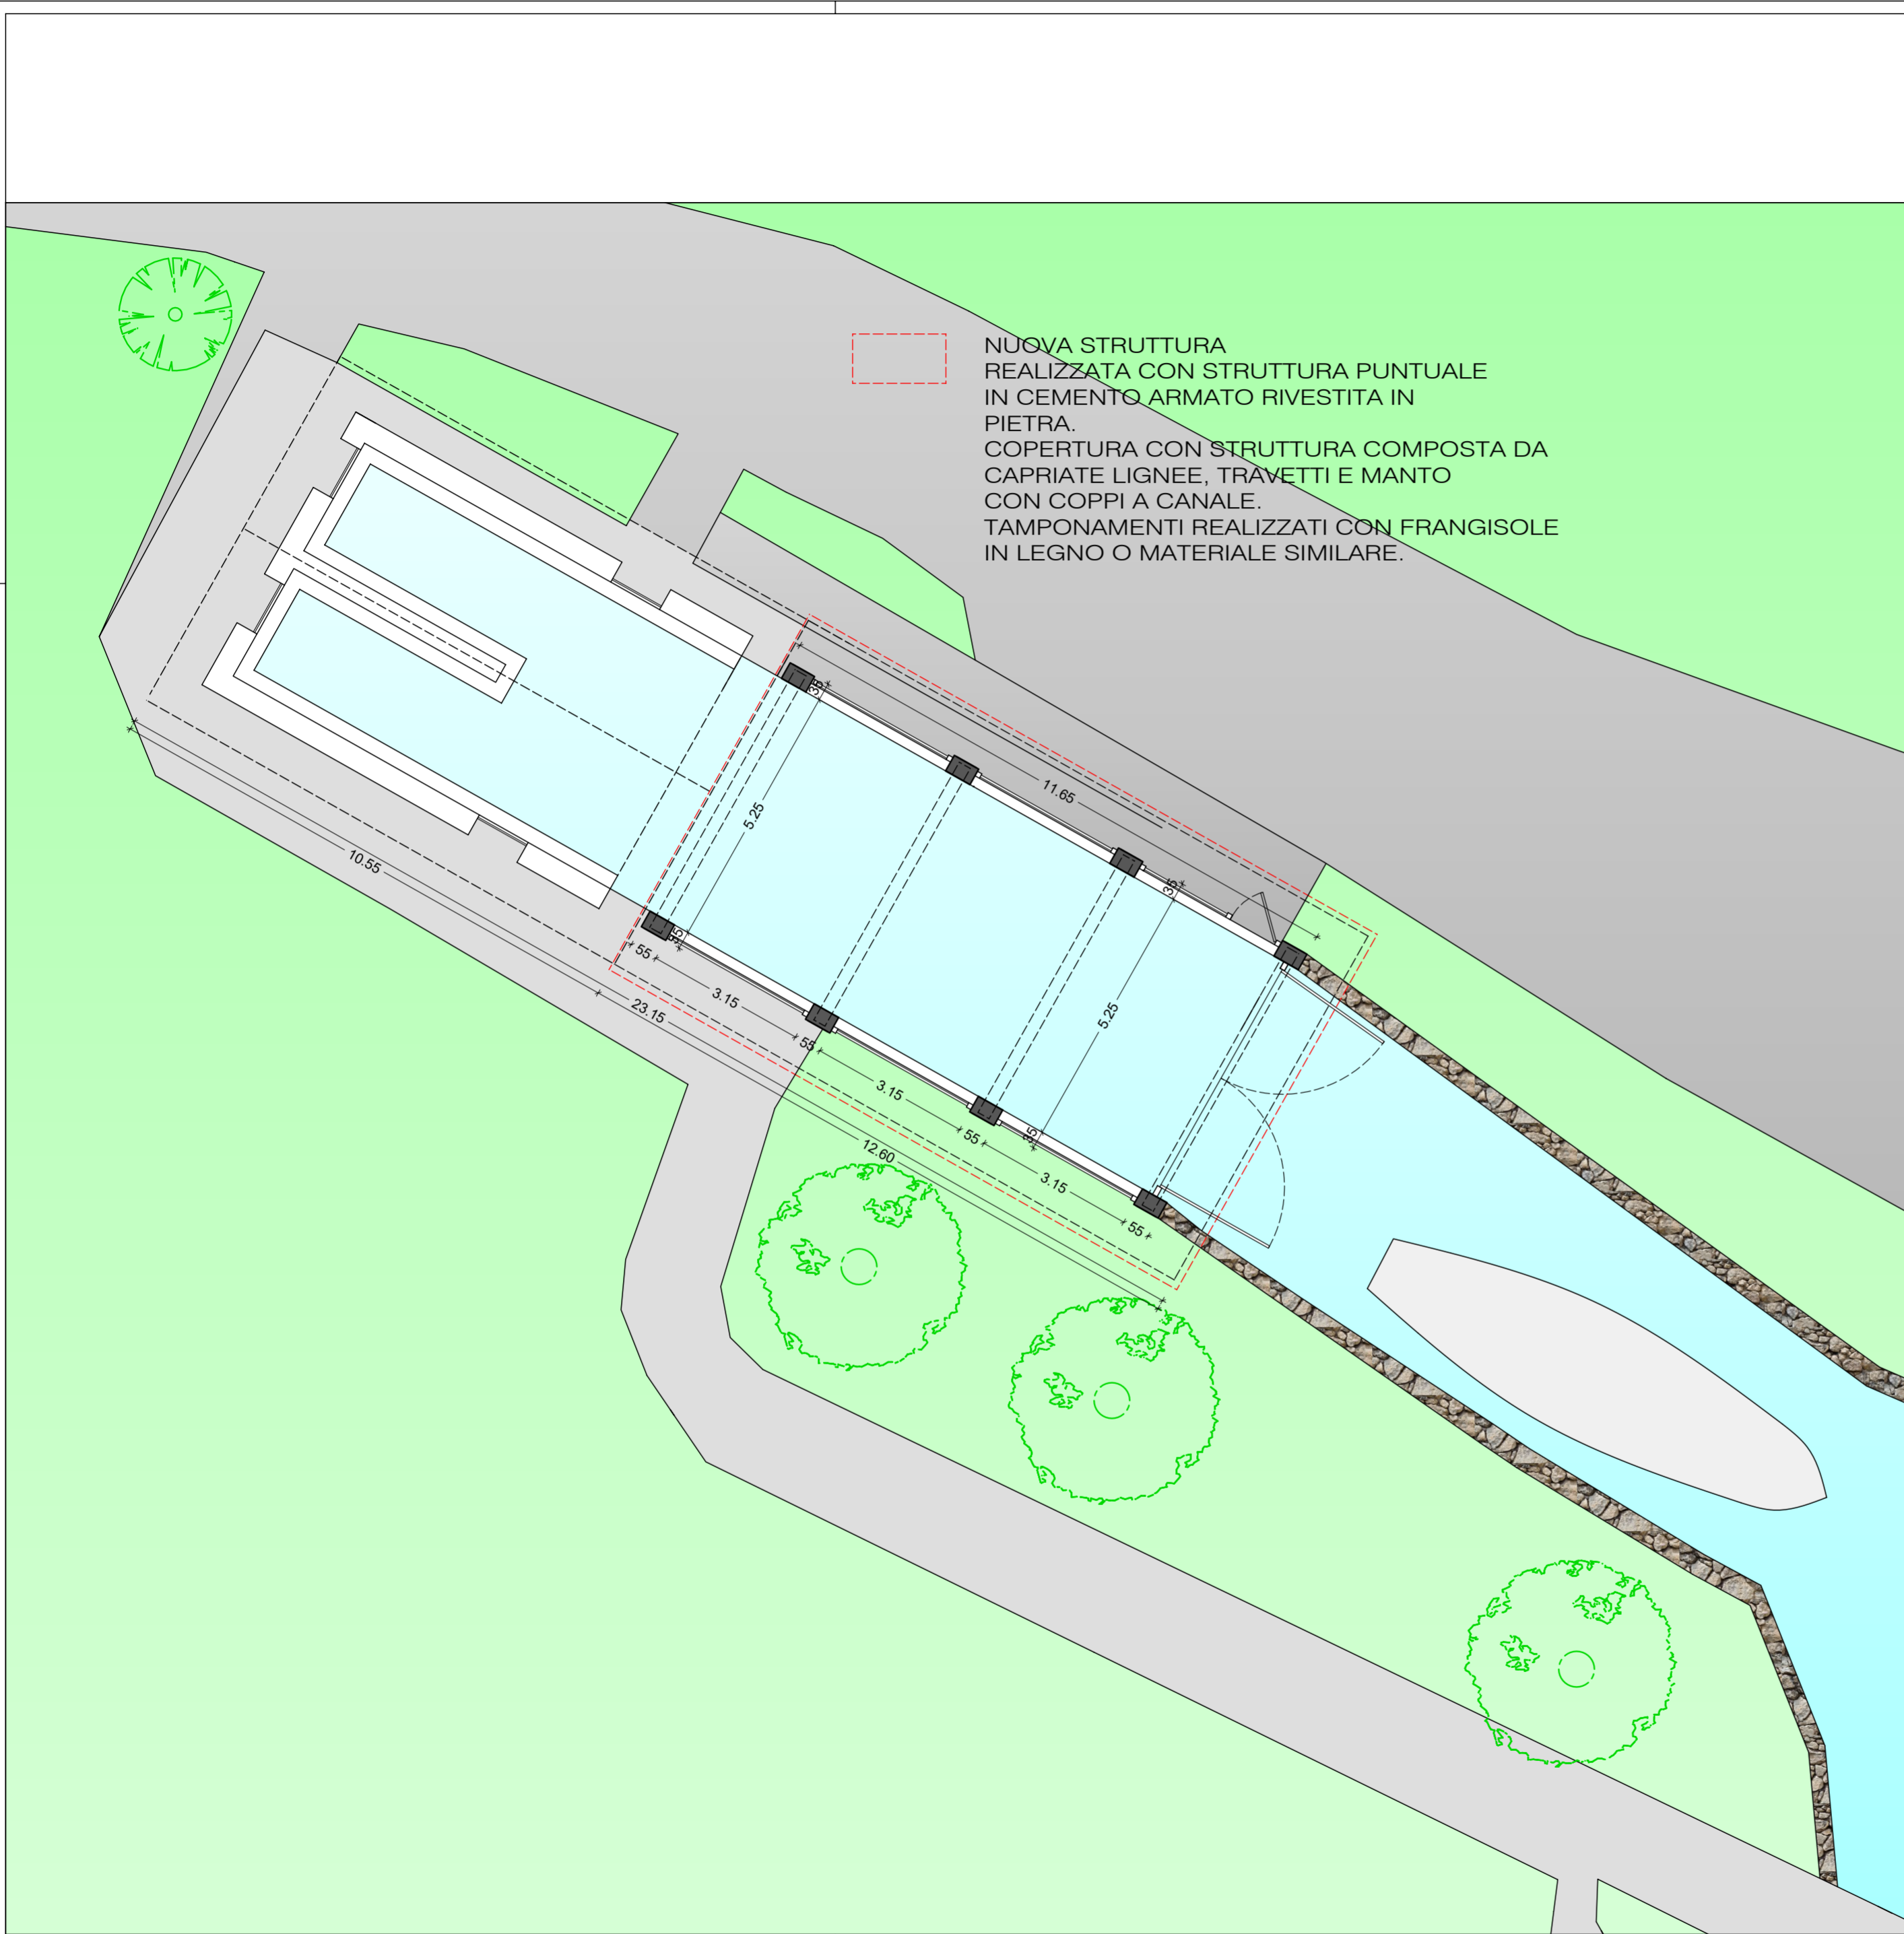 NUOVA STRUTTURA
REALIZZATA CON STRUTTURA PUNTUALE
IN CEMENTO ARMATO RIVESTITA IN
PIETRA.
COPERTURA CON STRUTTURA COMPOSTA DA
CAPRIATE LIGNEE, TRAVETTI E MANTO
CON COPPI A CANALE.
TAMPONAMENTI REALIZZATI CON FRANGISOLE
IN LEGNO O MATERIALE SIMILARE.
35
11.65
5.25
10.55
35
35
55
3.15
23.15
5.25
55
3.15
55
35
12.60
3.15
55